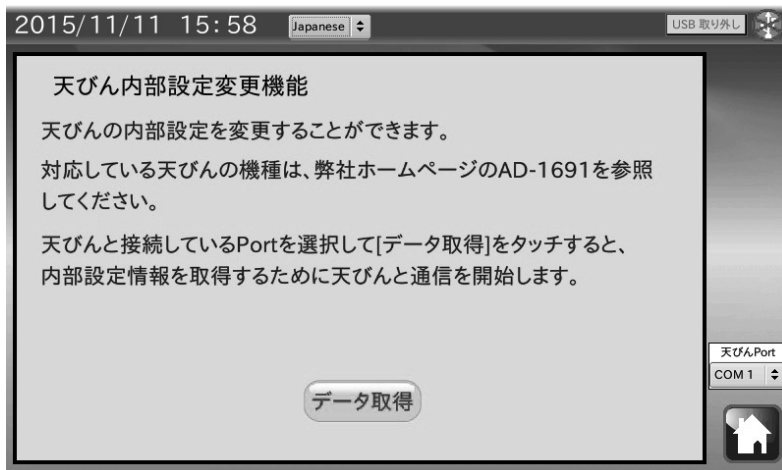 2015/11/11 15:58 Japanese USB 取り外し
天びん内部設定変更機能
天びんの内部設定を変更することができます。
対応している天びんの機種は、弊社ホームページのAD-1691を参照
してください。
天びんと接続しているPortを選択して[データ取得]をタッチすると、
内部設定情報を取得するために天びんと通信を開始します。
天びんPort
COM 1
データ取得